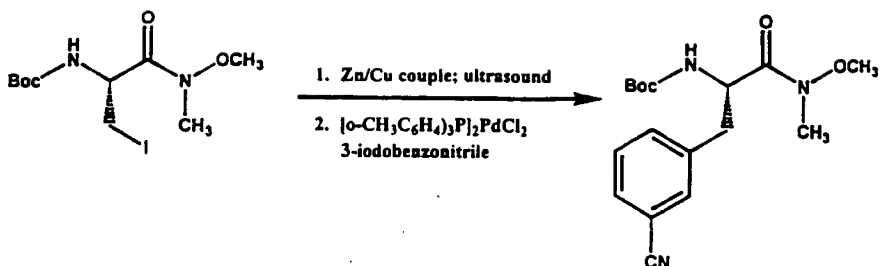 H
N
Boc
O
N
OCH3
CH3
I
1. Zn/Cu couple; ultrasound
2. [o-CH3C6H4)3P]2PdCl2
3-iodobenzonitrile
H
N
Boc
O
N
OCH3
CH3
CN